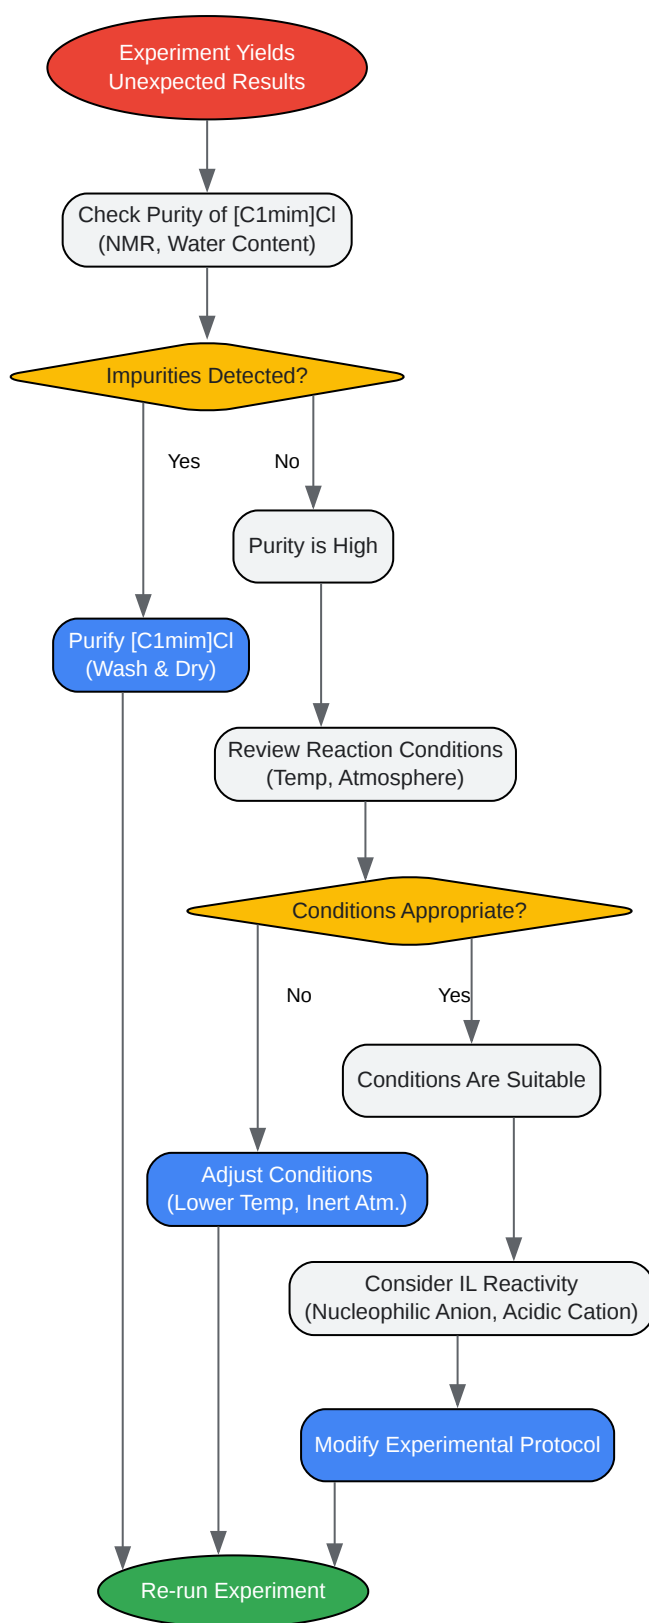 Experiment Yields
Unexpected Results
Check Purity of [C1mim]Cl
(NMR, Water Content)
Impurities Detected?
Yes
No
Purity is High
Purify [C1mim]Cl
(Wash & Dry)
Review Reaction Conditions
(Temp, Atmosphere)
Conditions Appropriate?
No
Yes
Conditions Are Suitable
Adjust Conditions
(Lower Temp, Inert Atm.)
Consider IL Reactivity
(Nucleophilic Anion, Acidic Cation)
Modify Experimental Protocol
Re-run Experiment